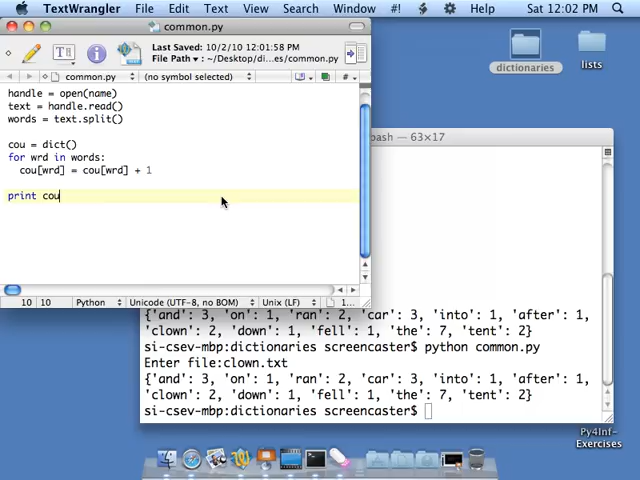 TextWrangler File Edit Text View Search Window #! Help Sat 12:02 PM
common.py
Last Saved: 10/2/10 12:01:58 PM
File Path: ~/Desktop/di...es/common.py
common.py (no symbol selected) #
handle = open(name)
text = handle.read()
words = text.split()
cou = dict()
for wrd in words:
cou[wrd] = cou[wrd] + 1
print cou
10 10 Python Unicode (UTF-8, no BOM) Unix (LF) 1...
dictionaries
lists
bash — 63×17
{'and': 3, 'on': 1, 'ran': 2, 'car': 3, 'into': 1, 'after': 1,
'clown': 2, 'down': 1, 'fell': 1, 'the': 7, 'tent': 2}
si-csev-mbp:dictionaries screencaster$ python common.py
Enter file:clown.txt
{'and': 3, 'on': 1, 'ran': 2, 'car': 3, 'into': 1, 'after': 1,
'clown': 2, 'down': 1, 'fell': 1, 'the': 7, 'tent': 2}
si-csev-mbp:dictionaries screencaster$
Py4Inf-
Exercises